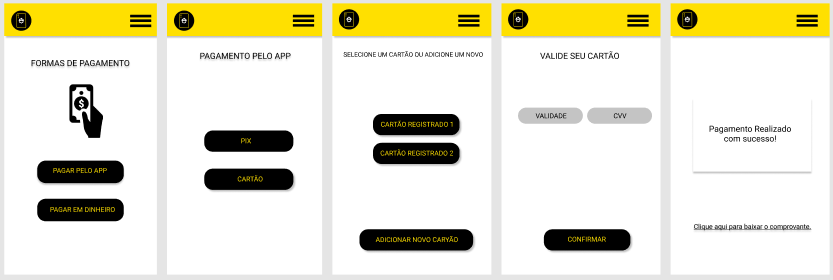 FORMAS DE PAGAMENTO
PAGAR PELO APP
PAGAR EM DINHEIRO
PAGAMENTO PELO APP
PIX
CARTÃO
SELECIONE UM CARTÃO OU ADICIONE UM NOVO
CARTÃO REGISTRADO 1
CARTÃO REGISTRADO 2
ADICIONAR NOVO CARYÃO
VALIDE SEU CARTÃO
VALIDADE CVV
CONFIRMAR
Pagamento Realizado
com sucesso!
Clique aqui para baixar o comprovante.